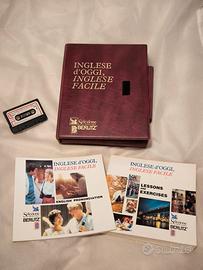 INGLESE
d'OGGI,
INGLESE
FACILE
Selezione
BERLITZ
INGLESE d'OGGI,
INGLESE FACILE
Selezione
BERLITZ
ENGLISH PRONUNCIATION
INGLESE d'OGGI,
INGLESE FACILE
LESSONS
EXERCISES
Selezione
BERLITZ